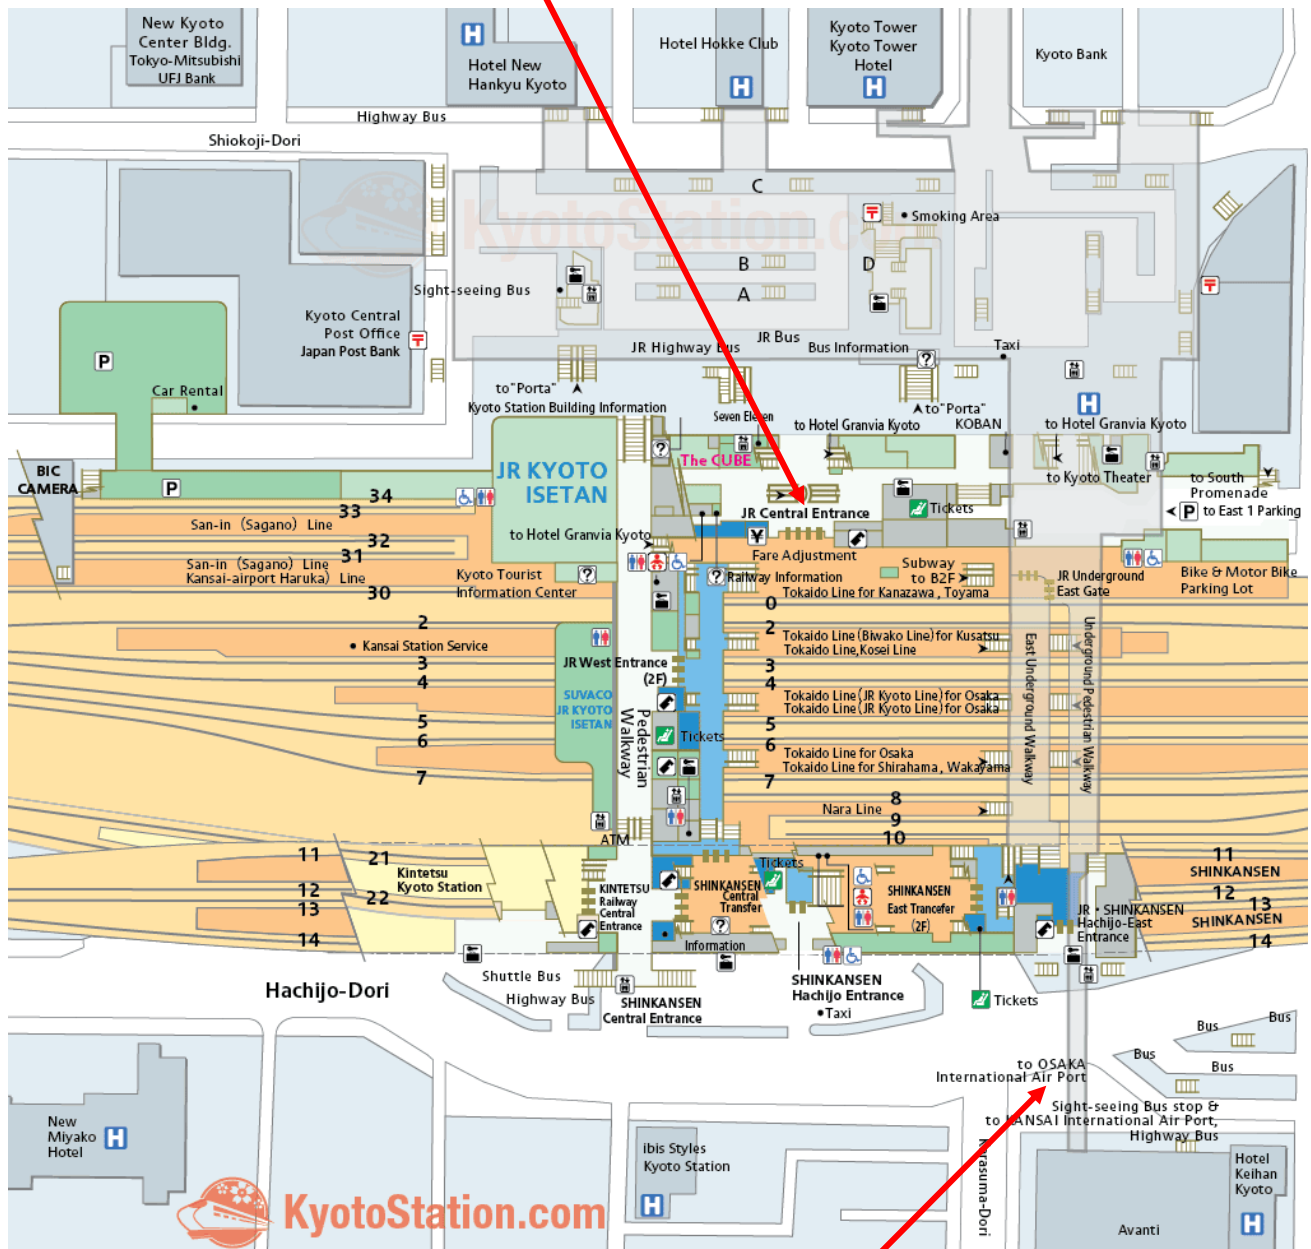 New Kyoto
Center Bldg.
Tokyo-Mitsubishi
UFJ Bank
H
Hotel New
Hankyu Kyoto
Hotel Hokke Club
H
Kyoto Tower
Kyoto Tower
Hotel
H
Kyoto Bank
Highway Bus
Shiokoji-Dori
C
Smoking Area
KyotoStation.com
B
D
A
Sight-seeing Bus
Kyoto Central
Post Office
Japan Post Bank
P
Car Rental
JR Highway Bus
JR Bus
Bus Information
?
Taxi
to"Porta"
Kyoto Station Building Information
Seven Eleven
to Hotel Granvia Kyoto
to"Porta"
KOBAN
H
to Hotel Granvia Kyoto
BIC
CAMERA
P
JR KYOTO
ISETAN
?
The CUBE
to Kyoto Theater
to South
Promenade
P to East 1 Parking
JR Central Entrance
Tickets
34
33
San-in (Sagano) Line
32
31
San-in (Sagano) Line
Kansai-airport Haruka) Line
30
to Hotel Granvia Kyoto
¥
Fare Adjustment
Kyoto Tourist
Information Center
?
?
Railway Information
Subway
to B2F
JR Underground
East Gate
Bike & Motor Bike
Parking Lot
Tokaido Line for Kanazawa , Toyama
0
2
Kansai Station Service
3
4
5
6
7
JR West Entrance
(2F)
SUVACO
JR KYOTO
ISETAN
Pedestrian
Walkway
Tickets
2
Tokaido Line(Biwako Line)for Kusatsu
Tokaido Line,Kosei Line
3
4
Tokaido Line(JR Kyoto Line)for Osaka
Tokaido Line(JR Kyoto Line)for Osaka
5
6
Tokaido Line for Osaka
Tokaido Line for Shirahama , Wakayama
7
8
Nara Line
9
10
East Underground Walkway
Underground Pedestrian Walkway
ATM
11
21
Kintetsu
Kyoto Station
12
22
13
14
KINTETSU
Railway
Central
Entrance
SHINKANSEN
Central
Transfer
?
Information
Tickets
SHINKANSEN
East Trancefer
(2F)
JR・SHINKANSEN
Hachijo-East
Entrance
11
SHINKANSEN
12
13
SHINKANSEN
14
Hachijo-Dori
Shuttle Bus
Highway Bus
SHINKANSEN
Central Entrance
SHINKANSEN
Hachijo Entrance
Taxi
Tickets
Bus
Bus
Bus
Bus
to OSAKA
International Air Port
Sight-seeing Bus stop &
to KANSAI International Air Port,
Highway Bus
New
Miyako
Hotel
H
ibis Styles
Kyoto Station
H
Karasuma-Dori
Avanti
Hotel
Keihan
Kyoto
H
KyotoStation.com